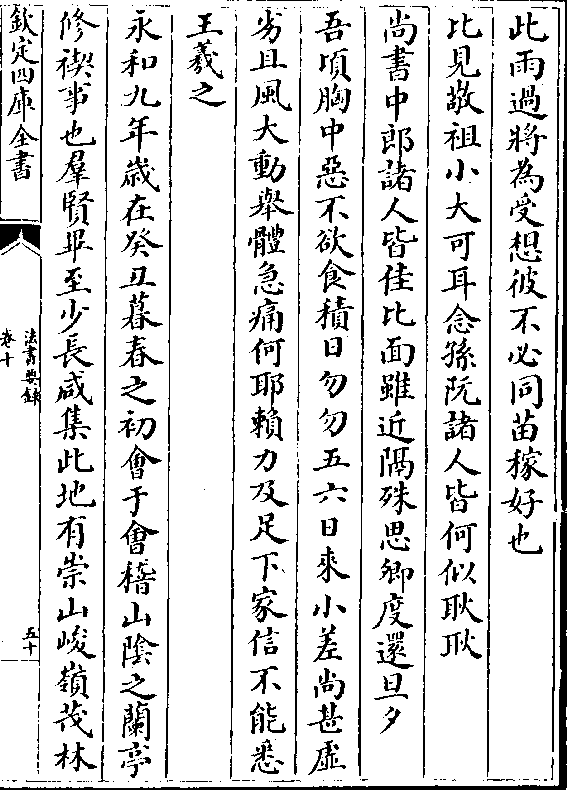 此雨過將為受想彼不必同苗稼好也
比見敬祖小大可耳念孫阮諸人皆何似耿耿
尚書中郎諸人皆佳比面雖近隔殊思卿度還旦夕
吾頃胸中惡不欲食積日勿勿五六日來小差尚甚虛
劣且風大動舉體急痛何耶賴力及足下家信不能悉
王羲之
永和九年歲在癸丑暮春之初會于會稽山陰之蘭亭
修禊事也羣賢畢至少長咸集此地有崇山峻嶺茂林
欽定四庫全書
法書要錄
卷十
五十